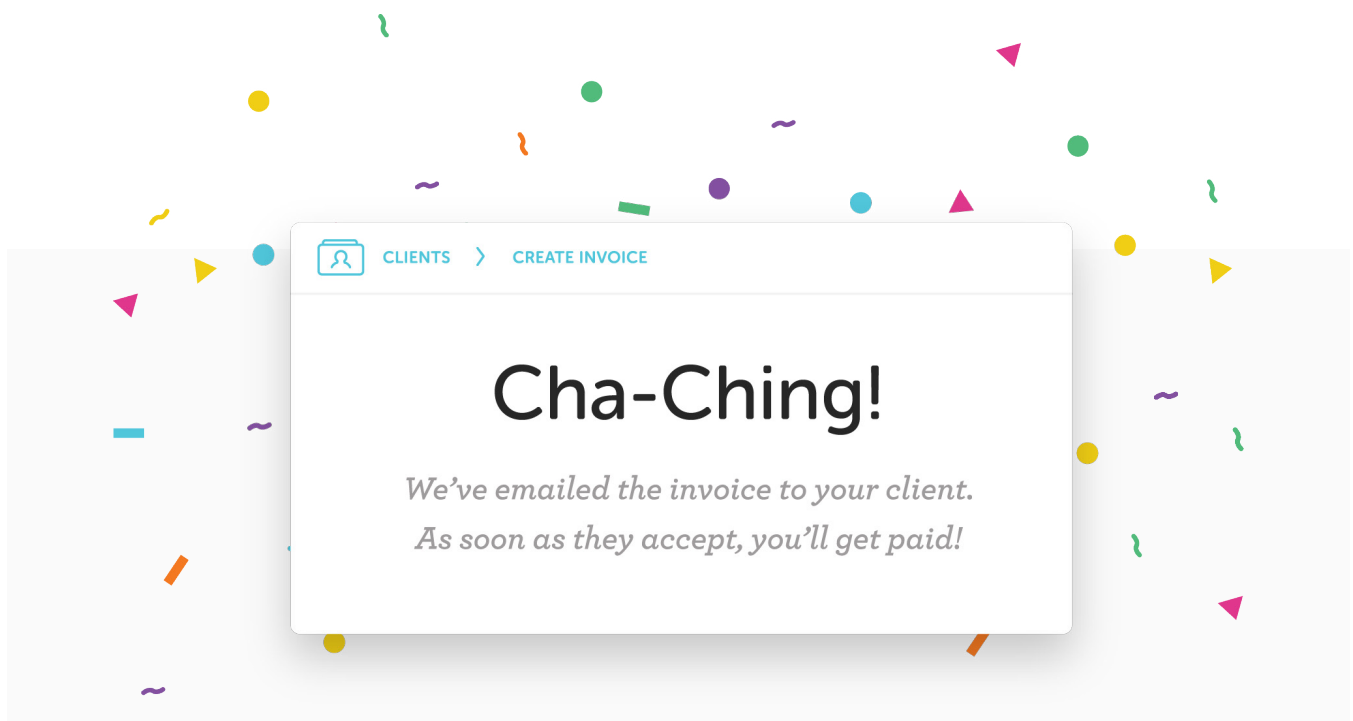 CLIENTS > CREATE INVOICE
Cha-Ching!
We’ve emailed the invoice to your client.
As soon as they accept, you’ll get paid!